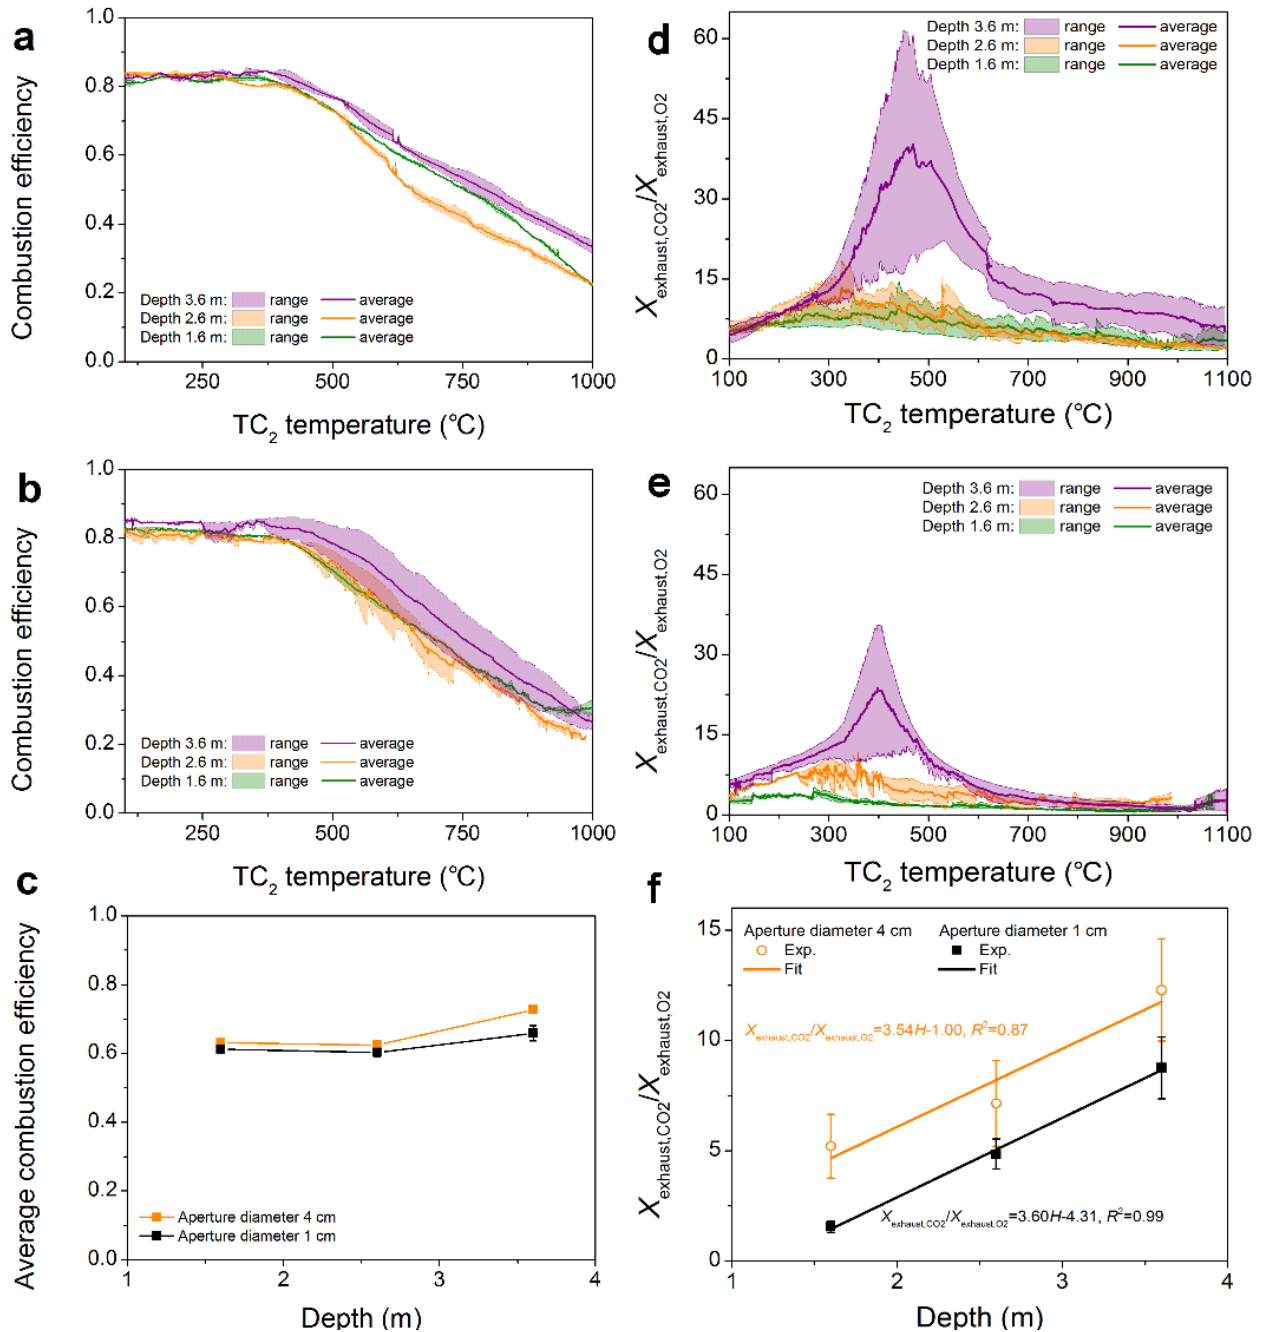 a
Combustion efficiency
1.0
0.8
0.6
0.4
0.2
0.0
Depth 3.6 m: range average
Depth 2.6 m: range average
Depth 1.6 m: range average
250 500 750 1000
TC2 temperature (℃)
d
Xexhaust,CO2/Xexhaust,O2
60
45
30
15
0
Depth 3.6 m: range average
Depth 2.6 m: range average
Depth 1.6 m: range average
100 300 500 700 900 1100
TC2 temperature (℃)
b
Combustion efficiency
1.0
0.8
0.6
0.4
0.2
0.0
Depth 3.6 m: range average
Depth 2.6 m: range average
Depth 1.6 m: range average
250 500 750 1000
TC2 temperature (℃)
e
Xexhaust,CO2/Xexhaust,O2
60
45
30
15
0
Depth 3.6 m: range average
Depth 2.6 m: range average
Depth 1.6 m: range average
100 300 500 700 900 1100
TC2 temperature (℃)
c
Average combustion efficiency
1.0
0.8
0.6
0.4
0.2
0.0
Aperture diameter 4 cm
Aperture diameter 1 cm
1 2 3 4
Depth (m)
f
Xexhaust,CO2/Xexhaust,O2
15
10
5
0
Aperture diameter 4 cm Aperture diameter 1 cm
Exp. Exp.
Fit Fit
Xexhaust,CO2/Xexhaust,O2=3.54H-1.00, R2=0.87
Xexhaust,CO2/Xexhaust,O2=3.60H-4.31, R2=0.99
1 2 3 4
Depth (m)